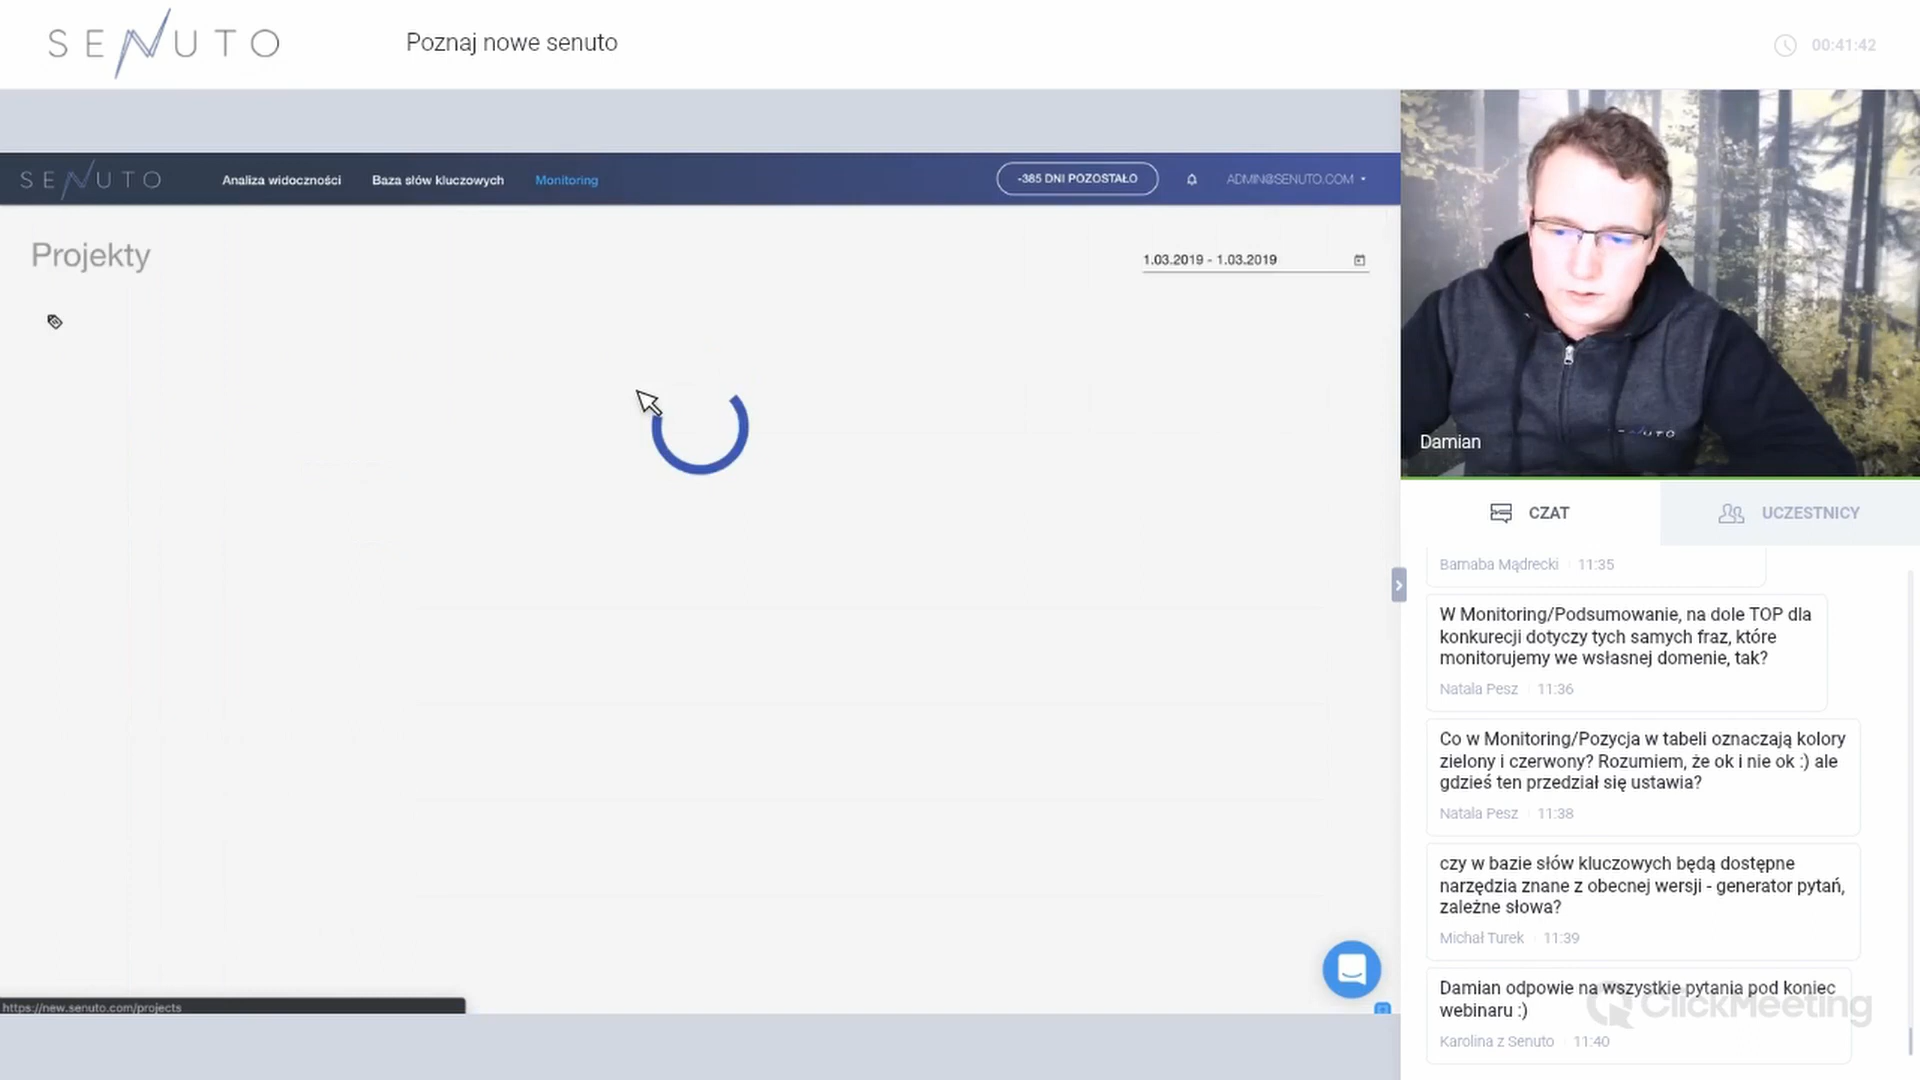 SENUTO
Poznaj nowe senuto
00:41:42
SENUTO
Analiza widoczności
Baza słów kluczowych
Monitoring
-385 DNI POZOSTAŁO
ADMIN@SENUTO.COM
Projekty
1.03.2019 - 1.03.2019
https://new.senuto.com/projects
SENUTO
Damian
CZAT
UCZESTNICY
Barnaba Mądrecki 11:35
W Monitoring/Podsumowanie, na dole TOP dla
konkurecji dotyczy tych samych fraz, które
monitorujemy we wsłasnej domenie, tak?
Natala Pesz 11:36
Co w Monitoring/Pozycja w tabeli oznaczają kolory
zielony i czerwony? Rozumiem, że ok i nie ok :) ale
gdzieś ten przedział się ustawia?
Natala Pesz 11:38
czy w bazie słów kluczowych będą dostępne
narzędzia znane z obecnej wersji - generator pytań,
zależne słowa?
Michał Turek 11:39
Damian odpowie na wszystkie pytania pod koniec
webinaru :)
Karolina z Senuto 11:40
ClickMeeting